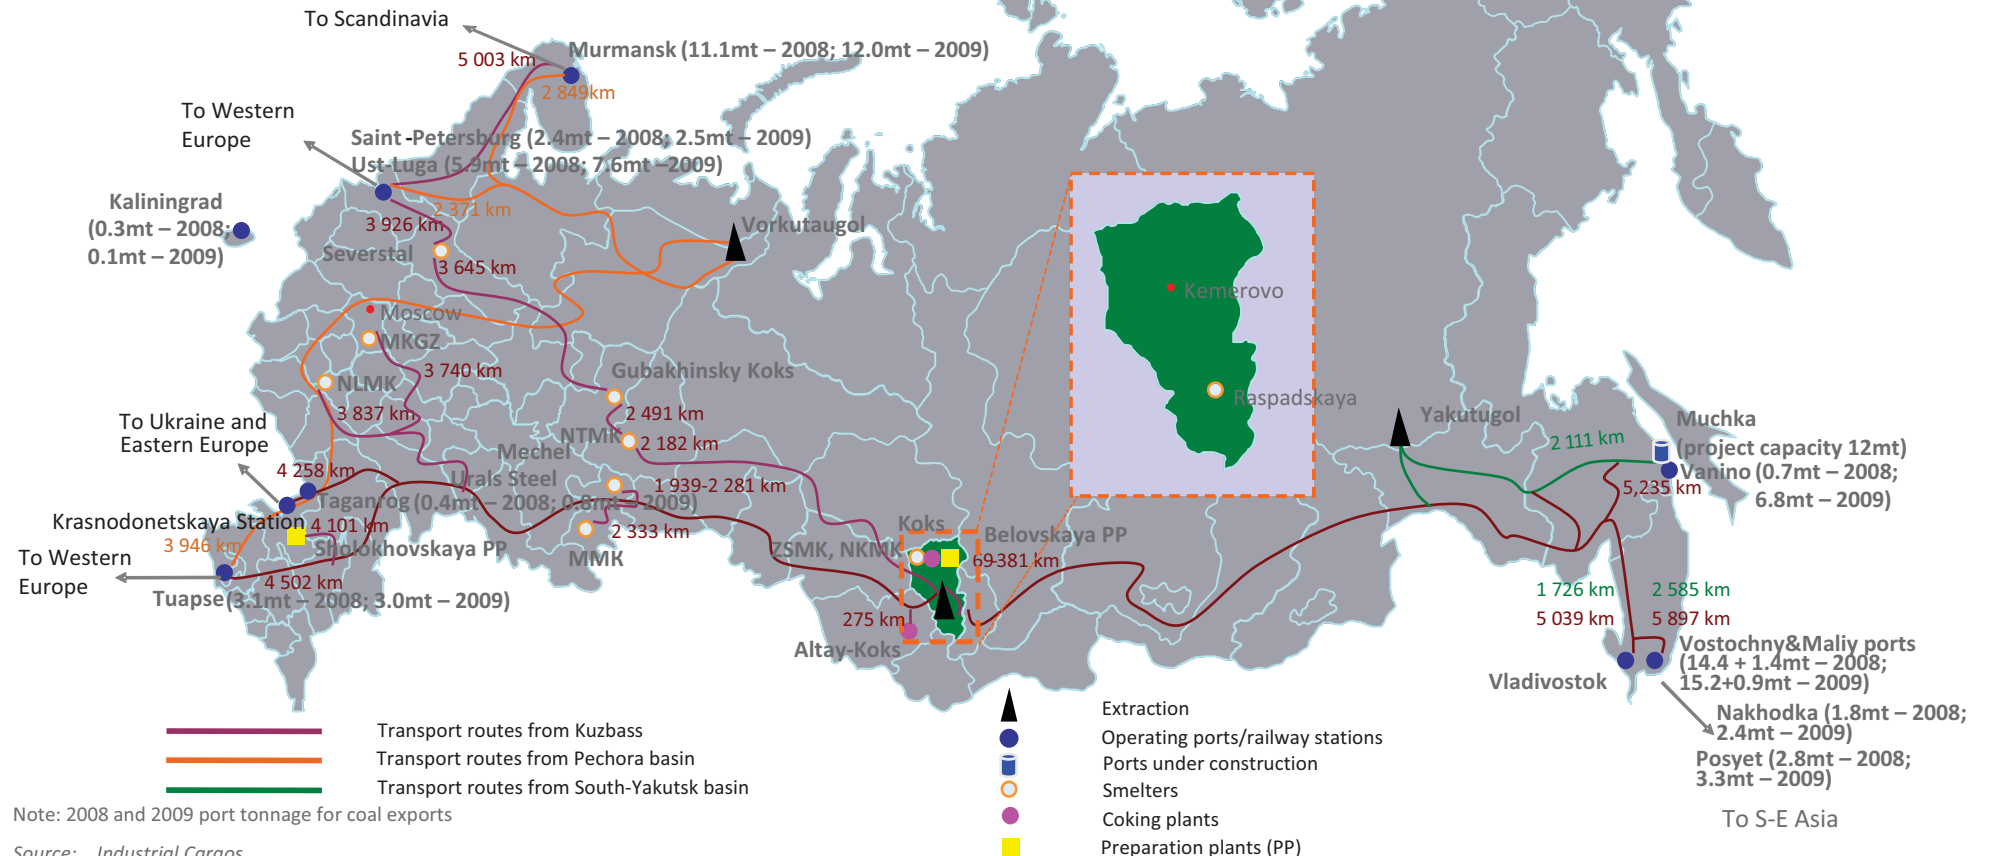 To Scandinavia
5 003 km
Murmansk (11.1mt – 2008; 12.0mt – 2009)
2 849km
To Western
Europe
Saint -Petersburg (2.4mt – 2008; 2.5mt – 2009)
Ust-Luga (5.9mt – 2008; 7.6mt –2009)
Kaliningrad
(0.3mt – 2008;
0.1mt – 2009)
2 371 km
3 926 km
Severstal
3 645 km
Vorkutaugol
Moscow
MKGZ
3 740 km
NLMK
3 837 km
Gubakhinsky Koks
2 491 km
NTMK
2 182 km
Mechel
Urals Steel
1 939-2 281 km
To Ukraine and
Eastern Europe
4 258 km
Taganrog (0.4mt – 2008; 0.8mt – 2009)
Krasnodonetskaya Station
4 101 km
3 946 km
Sholokhovskaya PP
2 333 km
MMK
To Western
Europe
4 502 km
Tuapse (3.1mt – 2008; 3.0mt – 2009)
Kemerovo
Raspadskaya
Koks
Belovskaya PP
ZSMK, NKMK
69-381 km
275 km
Altay-Koks
Yakutugol
2 111 km
Muchka
(project capacity 12mt)
Vanino (0.7mt – 2008;
6.8mt – 2009)
5,235 km
1 726 km
2 585 km
5 039 km
5 897 km
Vostochny&Maliy ports
(14.4 + 1.4mt – 2008;
15.2+0.9mt – 2009)
Vladivostok
Nakhodka (1.8mt – 2008;
2.4mt – 2009)
Posyet (2.8mt – 2008;
3.3mt – 2009)
To S-E Asia
Transport routes from Kuzbass
Transport routes from Pechora basin
Transport routes from South-Yakutsk basin
Extraction
Operating ports/railway stations
Ports under construction
Smelters
Coking plants
Preparation plants (PP)
Note: 2008 and 2009 port tonnage for coal exports
Source: Industrial Cargos